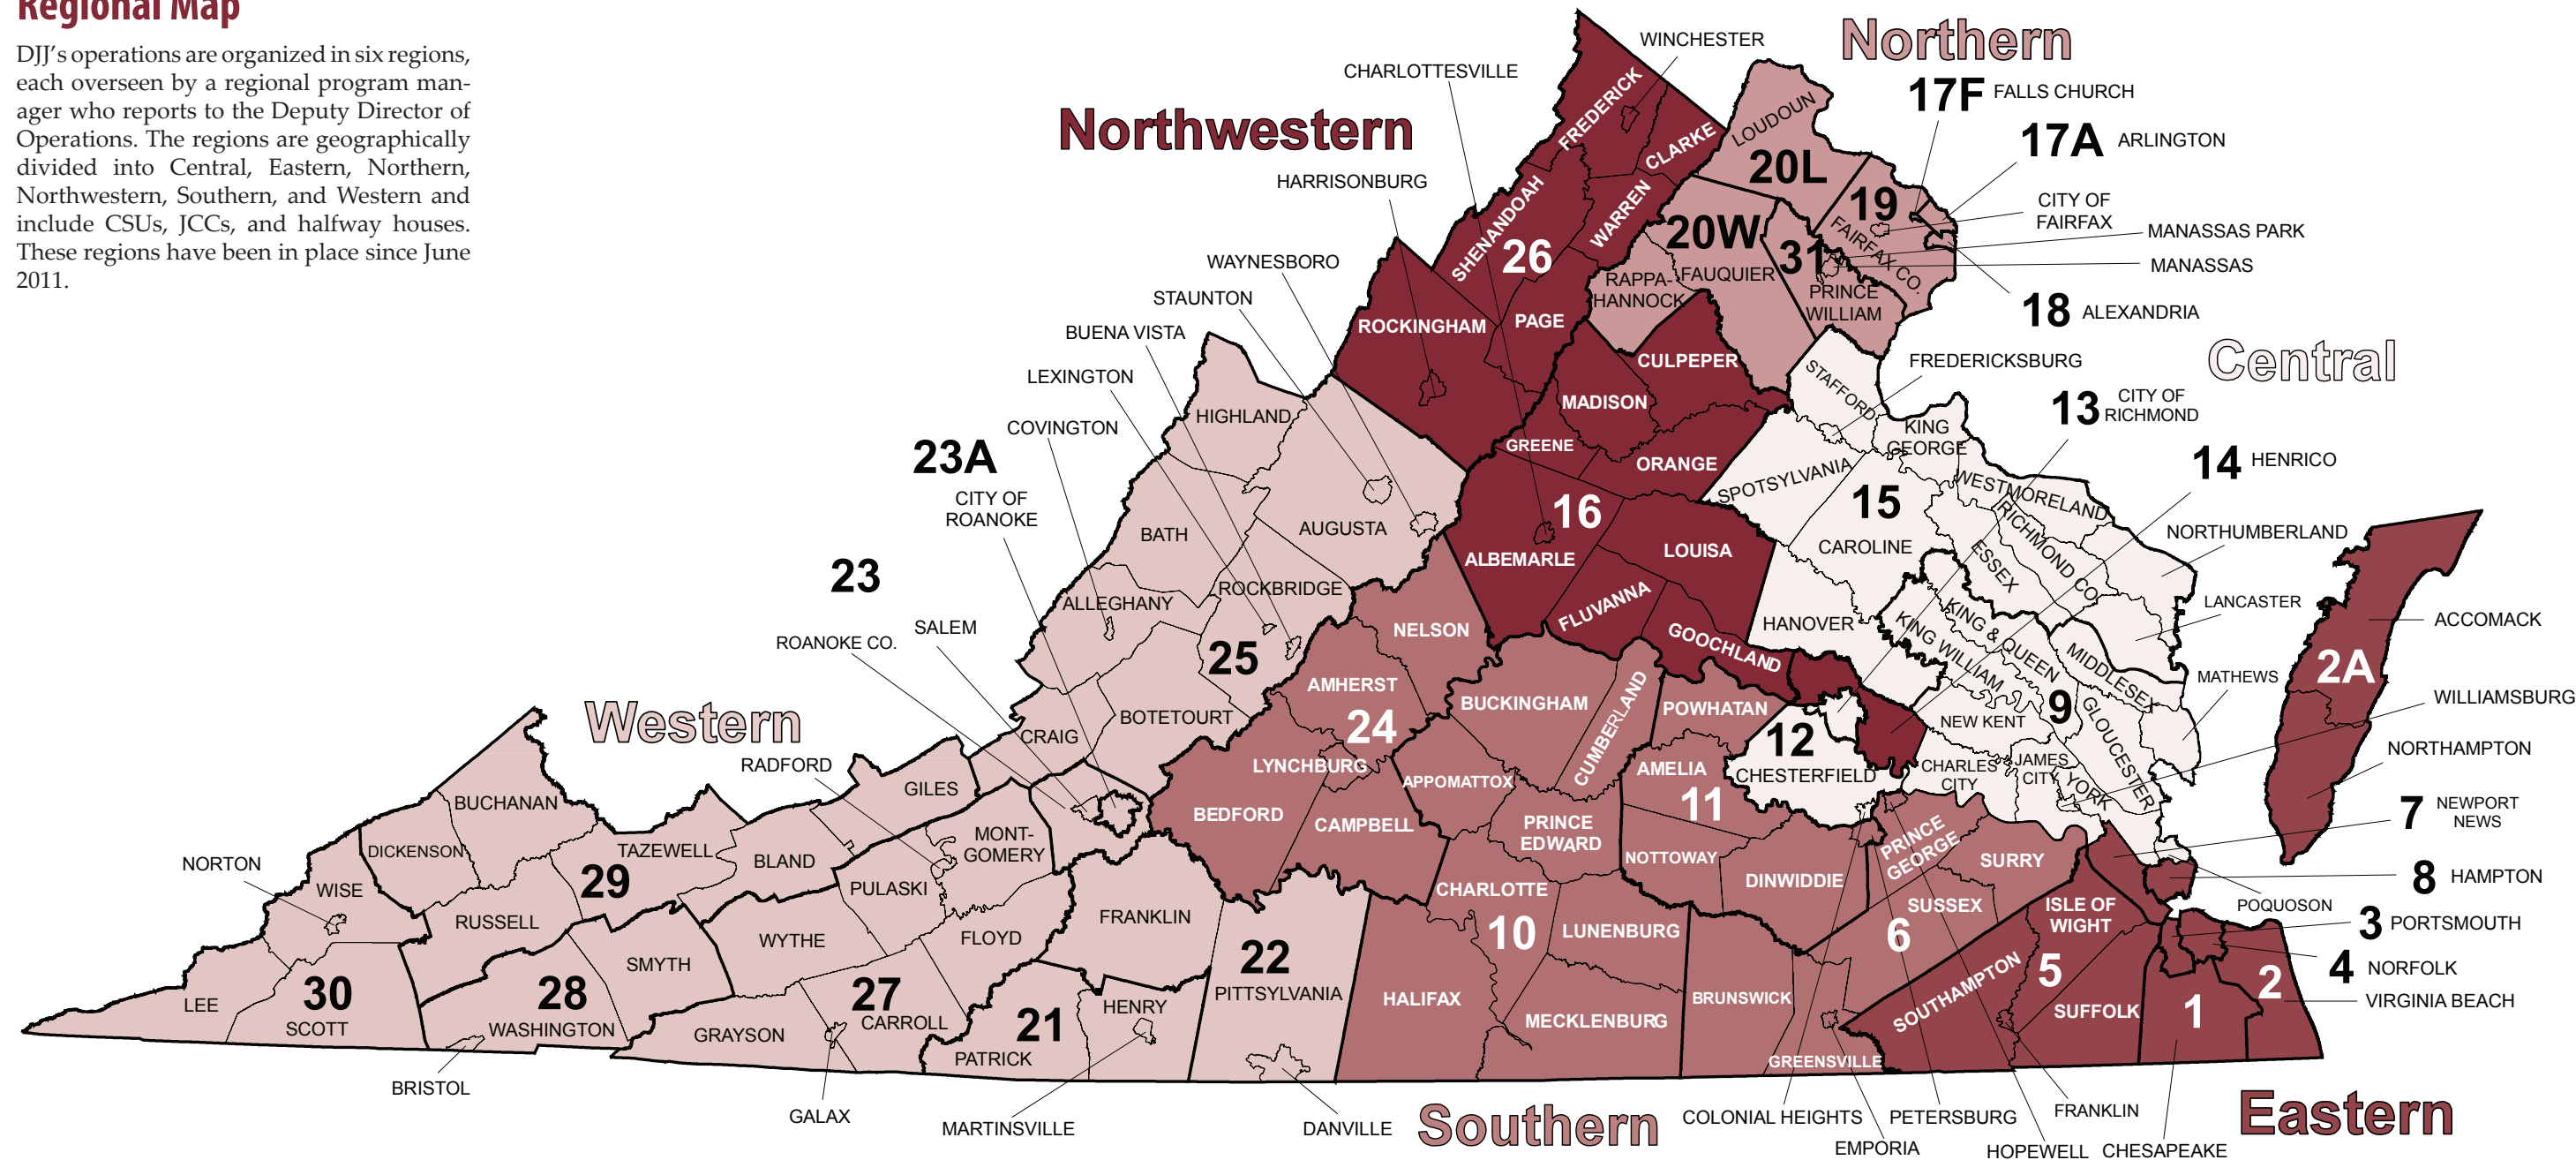 Regional Map
DJJ's operations are organized in six regions,
each overseen by a regional program man-
ager who reports to the Deputy Director of
Operations. The regions are geographically
divided into Central, Eastern, Northern,
Northwestern, Southern, and Western and
include CSUs, JCCs, and halfway houses.
These regions have been in place since June
2011.
Northern
WINCHESTER
CHARLOTTESVILLE
17F FALLS CHURCH
Northwestern
FREDERICK
LOUDOUN
17A ARLINGTON
CLARKE
20L
HARRISONBURG
SHENANDOAH
WARREN
19
CITY OF
FAIRFAX
20W
FAIRFAX CO.
MANASSAS PARK
26
31
WAYNESBORO
MANASSAS
RAPPA-
HANNOCK
FAUQUIER
PRINCE
WILLIAM
STAUNTON
18 ALEXANDRIA
ROCKINGHAM
PAGE
BUENA VISTA
CULPEPER
FREDERICKSBURG
Central
LEXINGTON
STAFFORD
MADISON
13 CITY OF
RICHMOND
HIGHLAND
COVINGTON
KING
GEORGE
GREENE
23A
ORANGE
14 HENRICO
SPOTSYLVANIA
WESTMORELAND
CITY OF
ROANOKE
16
15
BATH
AUGUSTA
RICHMOND CO.
NORTHUMBERLAND
ALBEMARLE
LOUISA
CAROLINE
ESSEX
23
ROCKBRIDGE
ALLEGHANY
FLUVANNA
LANCASTER
ACCOMACK
SALEM
NELSON
HANOVER
KING & QUEEN
KING WILLIAM
ROANOKE CO.
25
GOOCHLAND
MIDDLESEX
2A
MATHEWS
AMHERST
BUCKINGHAM
CUMBERLAND
WILLIAMSBURG
Western
BOTETOURT
24
POWHATAN
NEW KENT
9
GLOUCESTER
CRAIG
12
NORTHAMPTON
RADFORD
LYNCHBURG
AMELIA
CHESTERFIELD
CHARLES
CITY
JAMES
CITY
YORK
APPOMATTOX
GILES
BUCHANAN
11
7 NEWPORT
NEWS
BEDFORD
CAMPBELL
PRINCE
EDWARD
MONT-
GOMERY
DICKENSON
TAZEWELL
BLAND
PRINCE
GEORGE
NORTON
NOTTOWAY
SURRY
8 HAMPTON
WISE
29
PULASKI
CHARLOTTE
DINWIDDIE
SUSSEX
ISLE OF
WIGHT
POQUOSON
RUSSELL
FRANKLIN
3 PORTSMOUTH
WYTHE
FLOYD
10
LUNENBURG
6
22
SMYTH
4 NORFOLK
SOUTHAMPTON
5
2
30
28
27
PITTSYLVANIA
HALIFAX
BRUNSWICK
VIRGINIA BEACH
LEE
HENRY
SUFFOLK
1
SCOTT
WASHINGTON
GRAYSON
CARROLL
21
MECKLENBURG
PATRICK
GREENSVILLE
BRISTOL
GALAX
MARTINSVILLE
DANVILLE
Southern
COLONIAL HEIGHTS
PETERSBURG
FRANKLIN
Eastern
EMPORIA
HOPEWELL
CHESAPEAKE